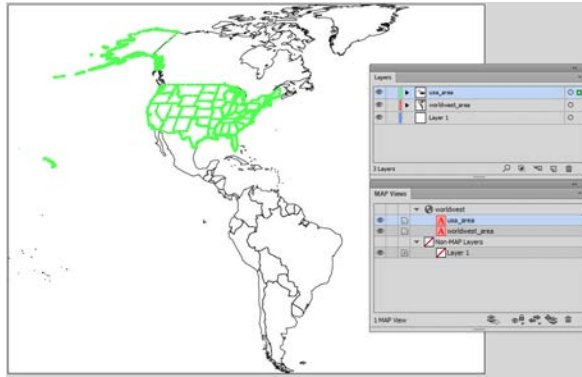 Layers
usa_area
worldwest_area
Layer 1
3 Layers
MAP Views
worldwest
usa_area
worldwest_area
Non-MAP Layers
Layer 1
1 MAP View